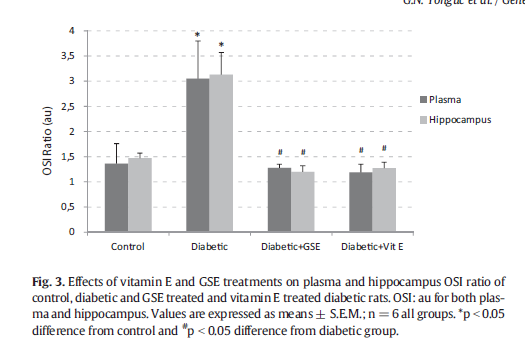 G.N. Yonguc et al. / Gene
4
3,5
3
2,5
2
1,5
1
0,5
0
OSI Ratio (au)
* *
# #
# #
Plasma
Hippocampus
Control Diabetic Diabetic+GSE Diabetic+Vit E
Fig. 3. Effects of vitamin E and GSE treatments on plasma and hippocampus OSI ratio of
control, diabetic and GSE treated and vitamin E treated diabetic rats. OSI: au for both plas-
ma and hippocampus. Values are expressed as means ± S.E.M.; n = 6 all groups. *p < 0.05
difference from control and #p < 0.05 difference from diabetic group.